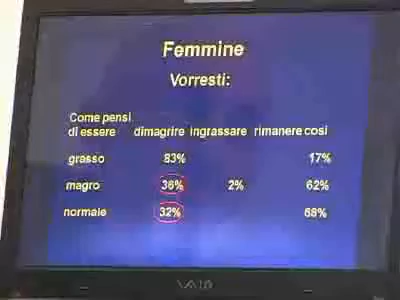 Femmine
Vorresti:
Come pensi
di essere dimagrire ingrassare rimanere così
grasso 83% 17%
magro 36% 2% 62%
normale 32% 68%
VAIO